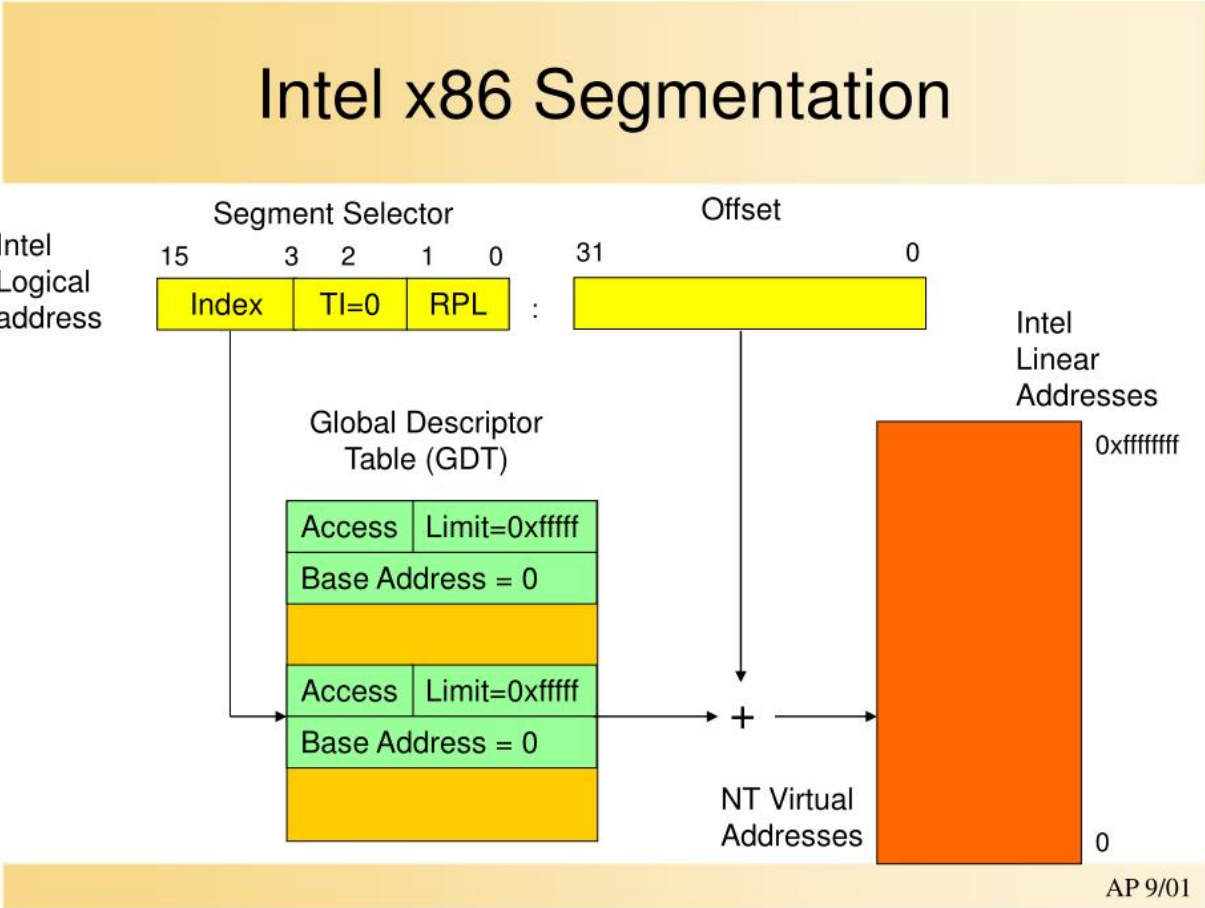 Intel x86 Segmentation
Segment Selector
Offset
Intel
Logical
address
15 3 2 1 0
31 0
Index TI=0 RPL :
Intel
Linear
Addresses
Global Descriptor
Table (GDT)
0xffffffff
Access Limit=0xfffff
Base Address = 0
Access Limit=0xfffff
+
Base Address = 0
NT Virtual
Addresses
0
AP 9/01